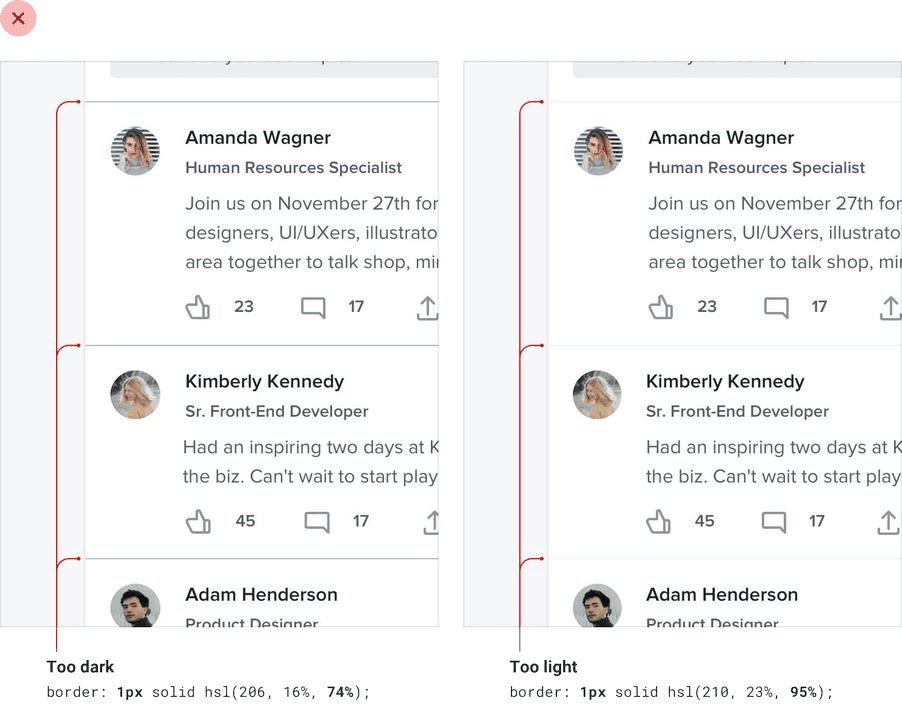 Amanda Wagner
Human Resources Specialist
Join us on November 27th for
designers, UI/UXers, illustrato
area together to talk shop, mi
23 17
Kimberly Kennedy
Sr. Front-End Developer
Had an inspiring two days at K
the biz. Can't wait to start play
45 17
Adam Henderson
Product Designer
Too dark
border: 1px solid hsl(206, 16%, 74%);
Amanda Wagner
Human Resources Specialist
Join us on November 27th for
designers, UI/UXers, illustrato
area together to talk shop, mi
23 17
Kimberly Kennedy
Sr. Front-End Developer
Had an inspiring two days at K
the biz. Can't wait to start play
45 17
Adam Henderson
Product Designer
Too light
border: 1px solid hsl(210, 23%, 95%);